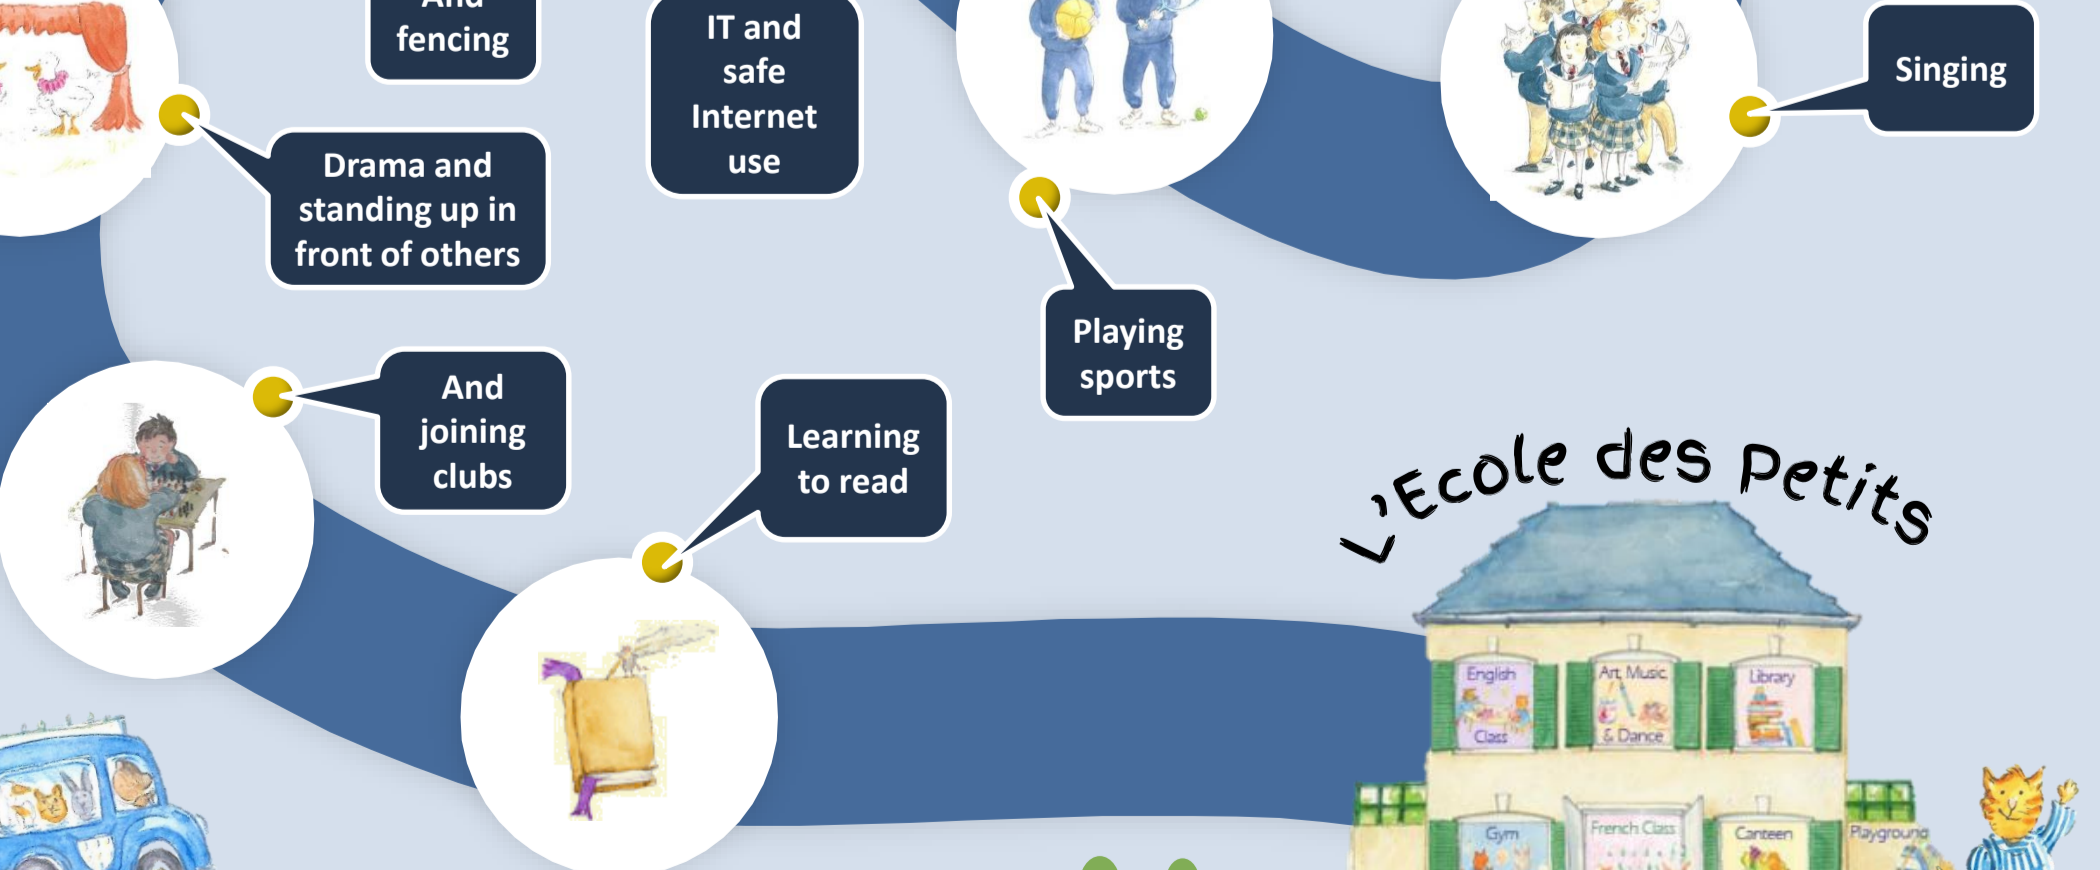 And
fencing
IT and
safe
Internet
use
Singing
Drama and
standing up in
front of others
Playing
sports
And
joining
clubs
Learning
to read
L'Ecole des Petits
English
Class
Art, Music
& Dance
Library
Gym
French Class
Canteen
Playground